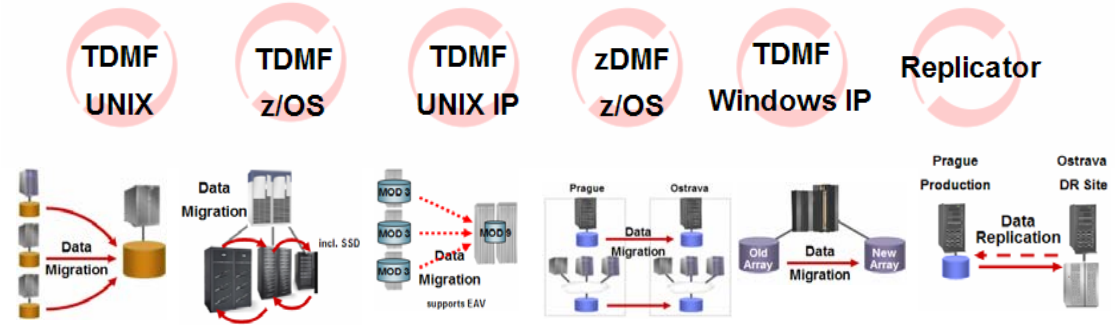 TDMF
UNIX
TDMF
z/OS
TDMF
UNIX IP
zDMF
z/OS
TDMF
Windows IP
Replicator
Data
Migration
Data
Migration
incl. SSD
MOD 3
MOD 3
MOD 3
MOD 9
Data
Migration
supports EAV
Prague
Ostrava
Data
Migration
Old
Array
New
Array
Data
Migration
Prague
Production
Ostrava
DR Site
Data
Replication